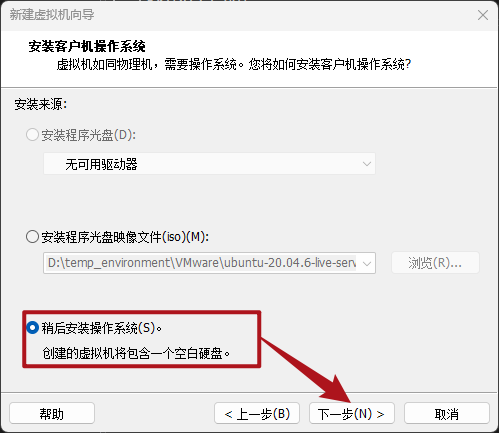 新建虚拟机向导
安装客户机操作系统
虚拟机如同物理机，需要操作系统。您将如何安装客户机操作系统?
安装来源:
安装程序光盘(D):
无可用驱动器
安装程序光盘映像文件(iso)(M):
D:\temp_environment\VMware\ubuntu-20.04.6-live-serv
浏览(R)...
稍后安装操作系统(S)。
创建的虚拟机将包含一个空白硬盘。
帮助
< 上一步(B)
下一步(N) >
取消